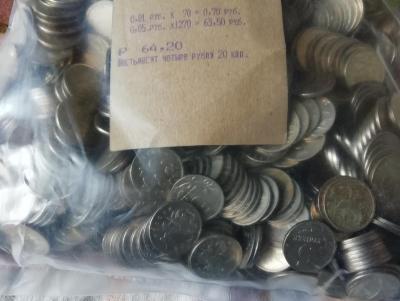 0.01 руб. х 70 = 0.70 руб.
0.05 руб. х1270 = 63.50 руб.
₽ 64.20
Шестьдесят четыре рубля 20 коп.